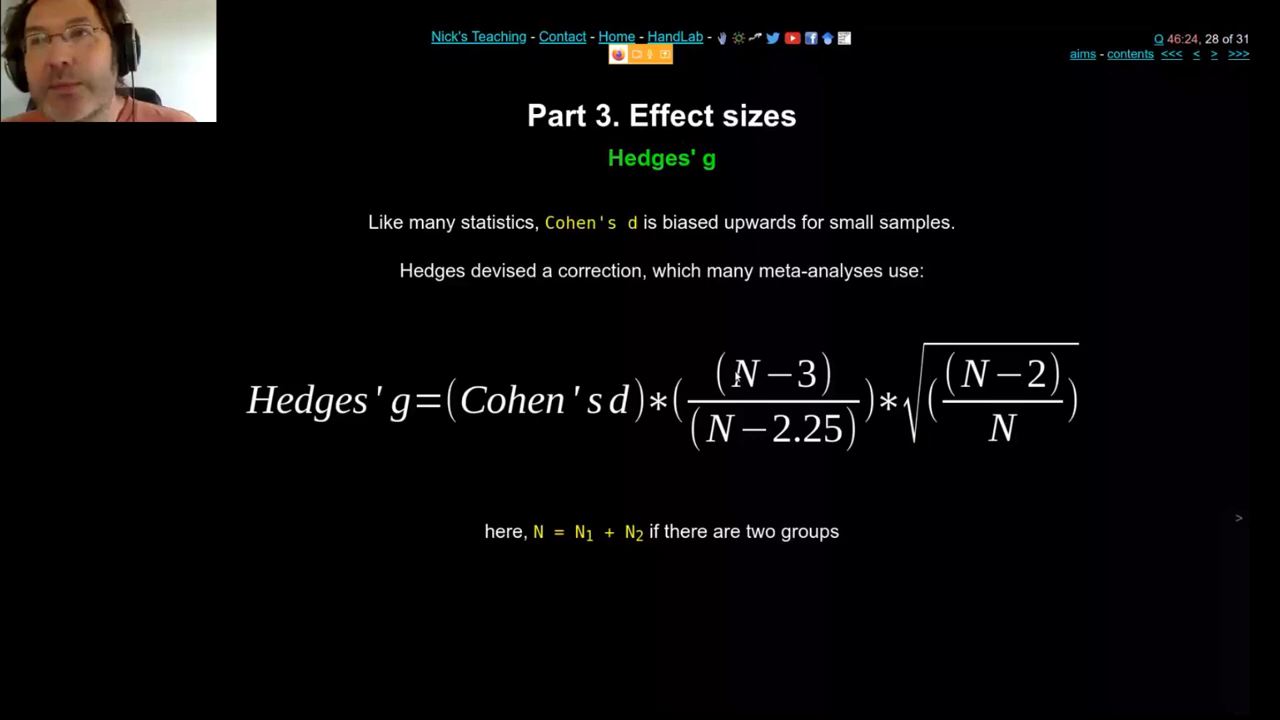 Nick's Teaching - Contact - Home - HandLab -
Q 46:24, 28 of 31
aims - contents <<< < > >>>
Part 3. Effect sizes
Hedges' g
Like many statistics, Cohen's d is biased upwards for small samples.
Hedges devised a correction, which many meta-analyses use:
Hedges'g=(Cohen's d)*((N−3)/(N−2.25))*√((N−2)/N)
here, N = N₁ + N₂ if there are two groups
>